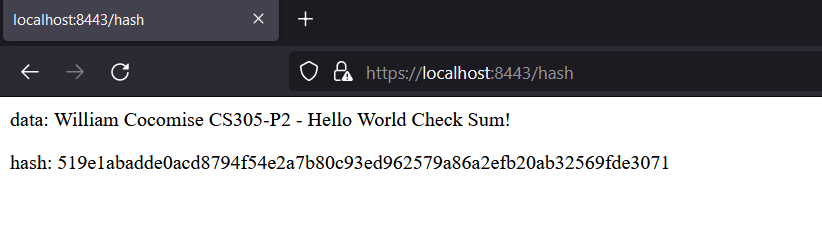 localhost:8443/hash
https://localhost:8443/hash
data: William Cocomise CS305-P2 - Hello World Check Sum!
hash: 519e1abadde0acd8794f54e2a7b80c93ed962579a86a2efb20ab32569fde3071